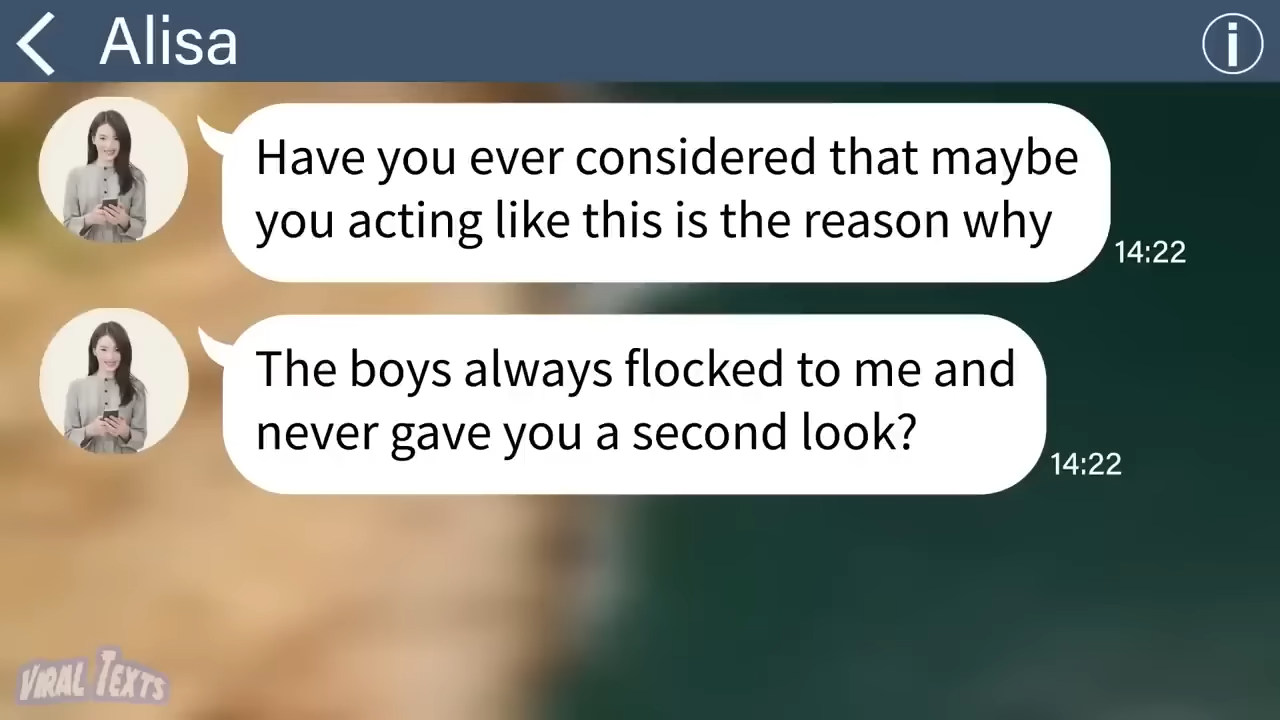 Alisa
Have you ever considered that maybe
you acting like this is the reason why
14:22
The boys always flocked to me and
never gave you a second look?
14:22
VIRAL TEXTS